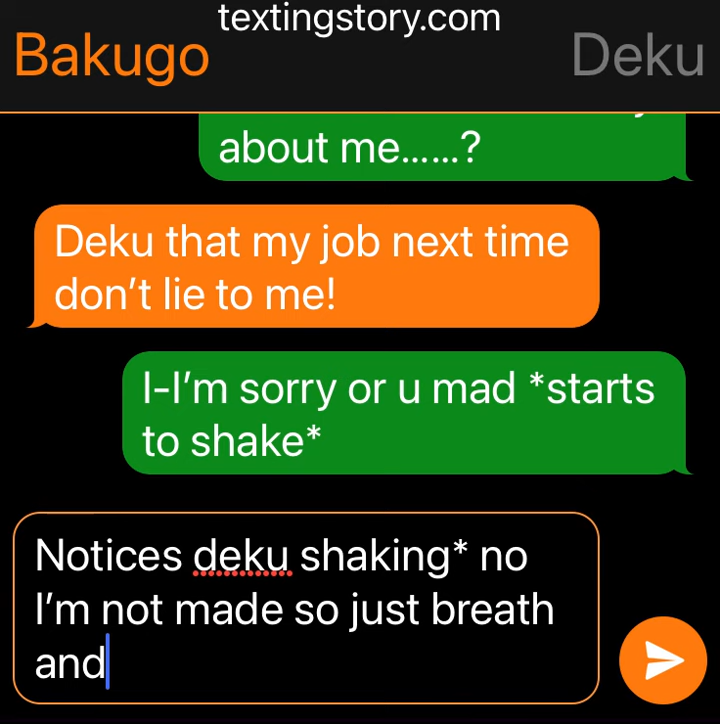 textingstory.com
Bakugo
Deku
about me......?
Deku that my job next time
don't lie to me!
I-I'm sorry or u mad *starts
to shake*
Notices deku shaking* no
I'm not made so just breath
and